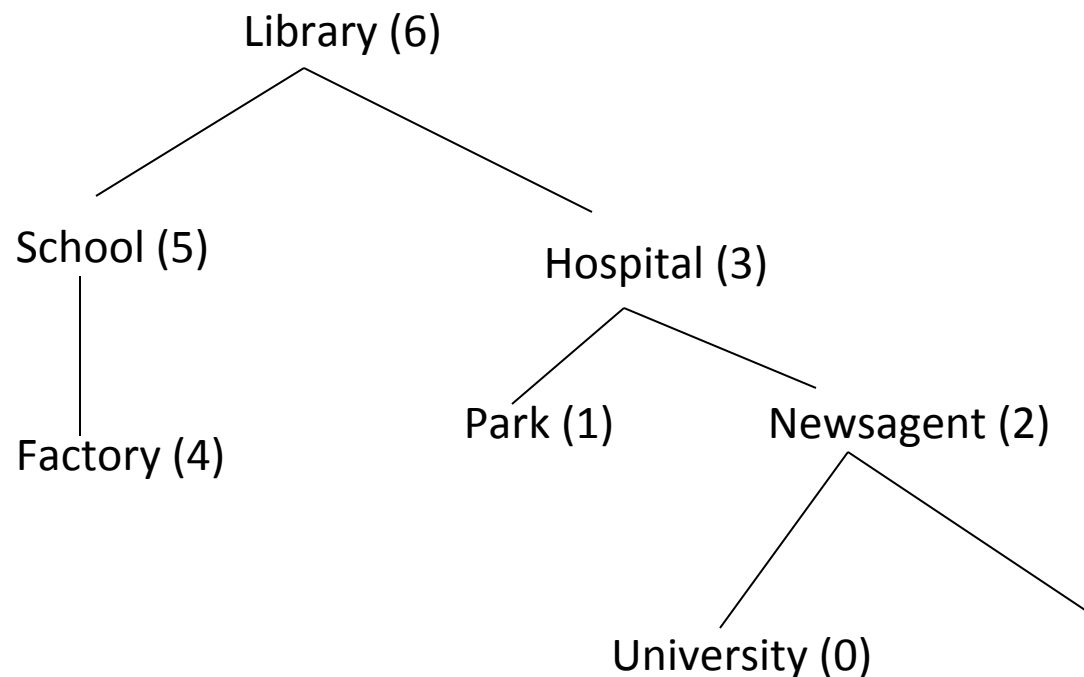 Library (6)
School (5)
Hospital (3)
Park (1)
Newsagent (2)
Factory (4)
University (0)